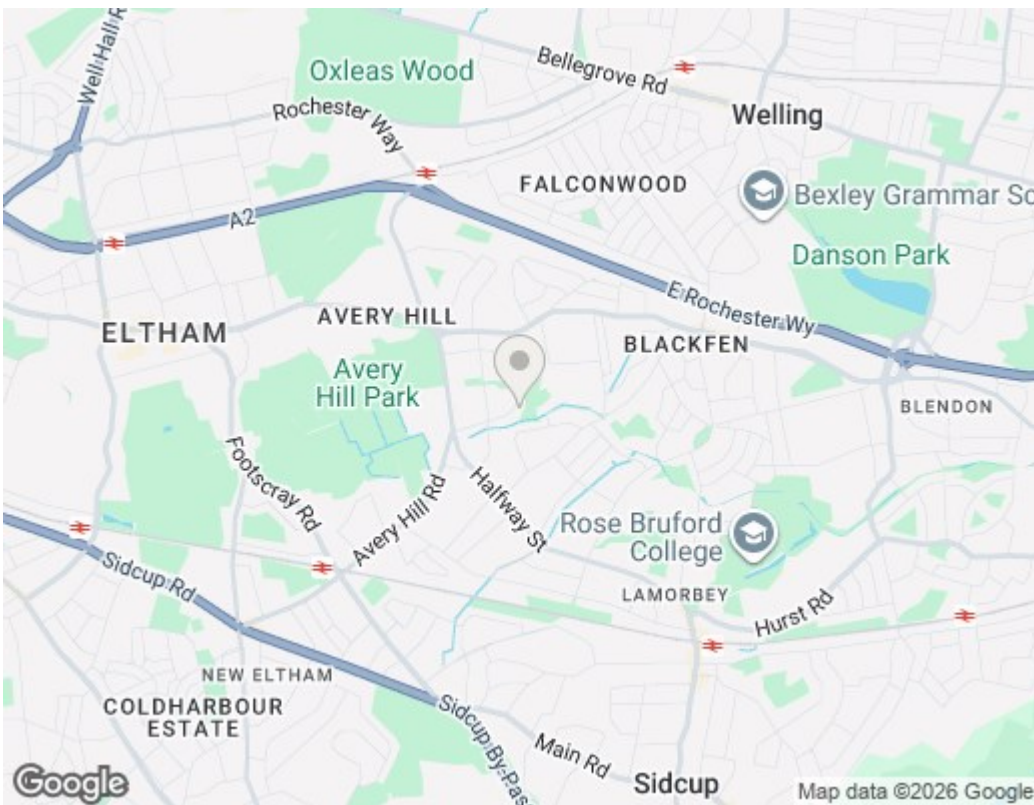 Well Hall R
Oxleas Wood
Bellegrove Rd
Welling
Rochester Way
FALCONWOOD
Bexley Grammar Sc
A2
Danson Park
E Rochester Wy
AVERY HILL
ELTHAM
BLACKFEN
Avery
Hill Park
BLENDON
Footscray Rd
Avery Hill Rd
Halfway St
Rose Bruford
College
Sidcup Rd
LAMORBEY
Hurst Rd
NEW ELTHAM
COLDHARBOUR
ESTATE
Sidcup By-Pas
Main Rd
Sidcup
Google
Map data ©2026 Google